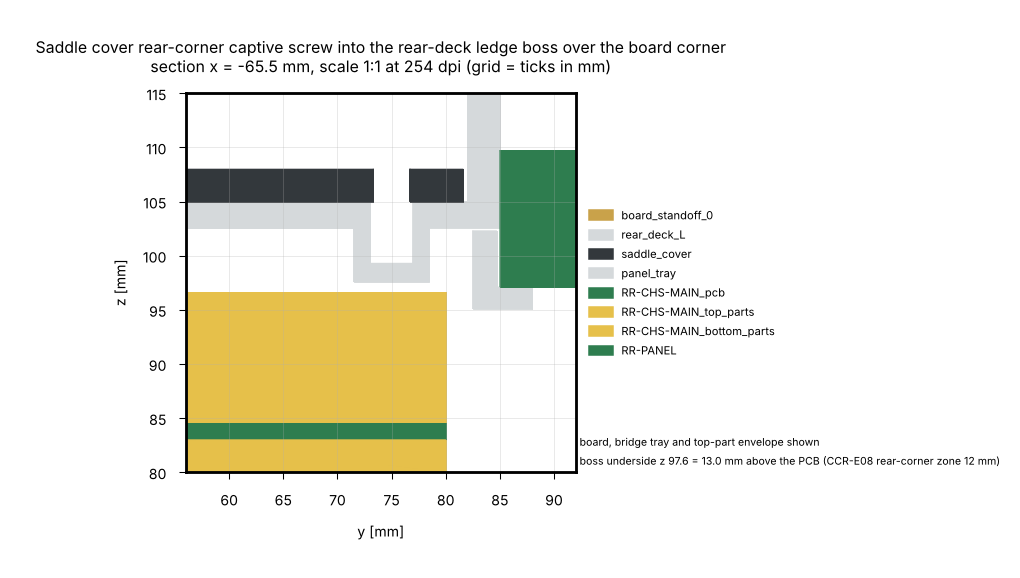 Saddle cover rear-corner captive screw into the rear-deck ledge boss over the board corner
section x = -65.5 mm, scale 1:1 at 254 dpi (grid = ticks in mm)
115
110
105
100
95
90
85
80
z [mm]
60
65
70
75
80
85
90
y [mm]
board_standoff_0
rear_deck_L
saddle_cover
panel_tray
RR-CHS-MAIN_pcb
RR-CHS-MAIN_top_parts
RR-CHS-MAIN_bottom_parts
RR-PANEL
board, bridge tray and top-part envelope shown
boss underside z 97.6 = 13.0 mm above the PCB (CCR-E08 rear-corner zone 12 mm)